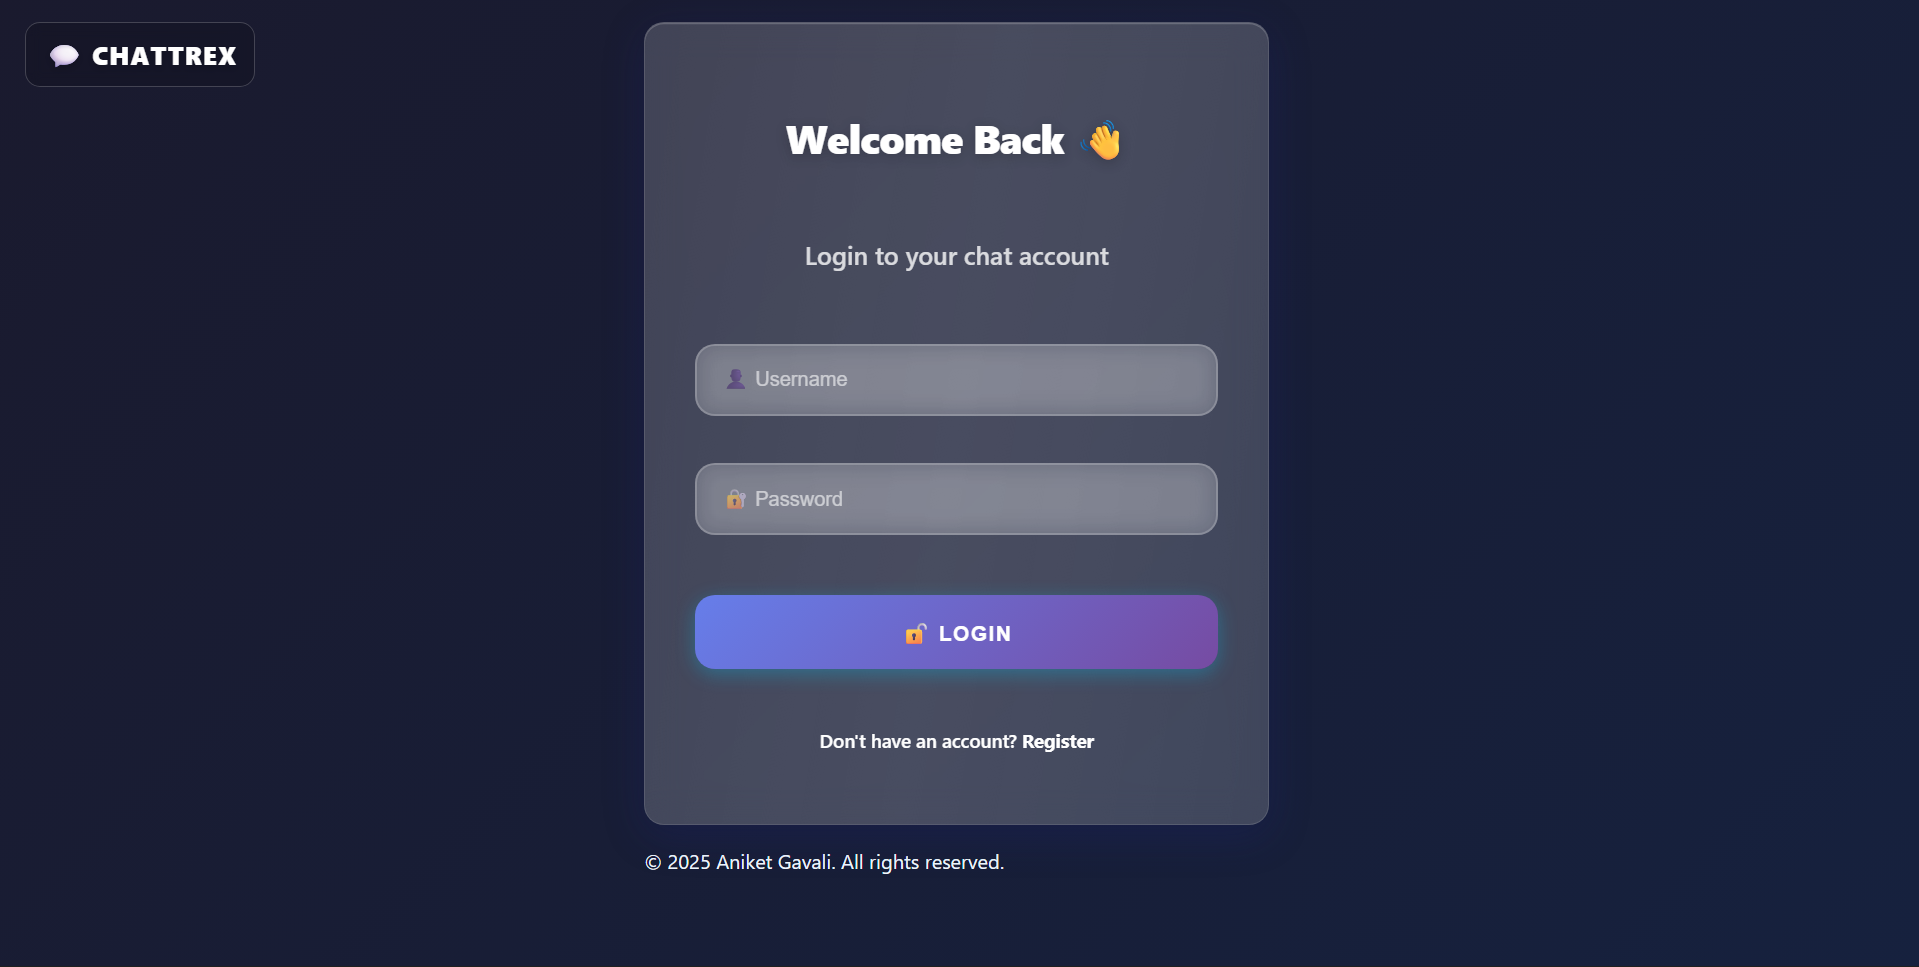 CHATTREX
Welcome Back 👋
Login to your chat account
👤 Username
🔐 Password
🔓 LOGIN
Don't have an account? Register
© 2025 Aniket Gavali. All rights reserved.